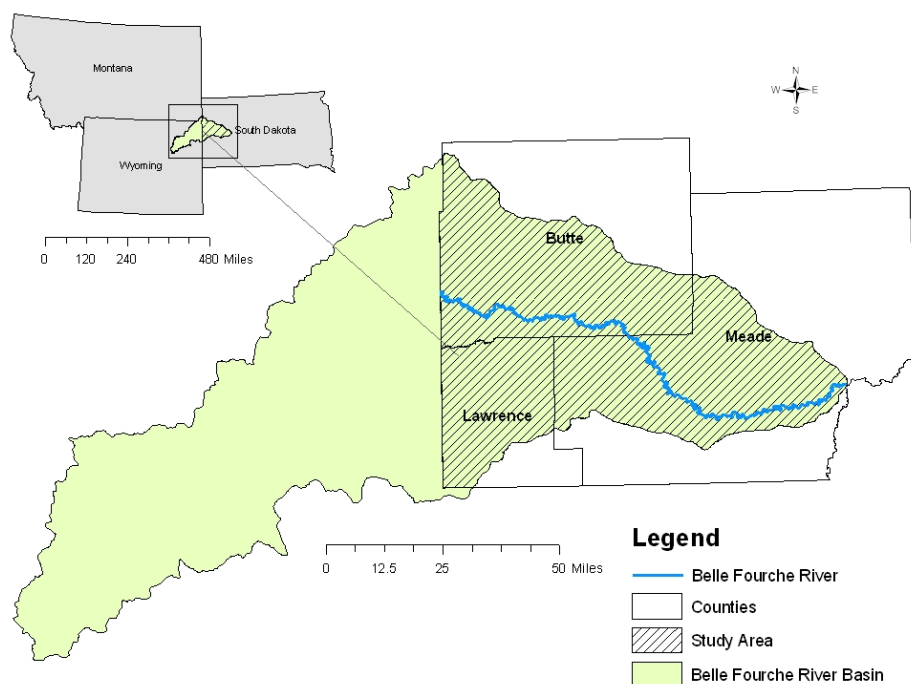 Montana
South Dakota
Wyoming
0 120 240 480 Miles
N
W E
S
Butte
Meade
Lawrence
0 12.5 25 50 Miles
Legend
Belle Fourche River
Counties
Study Area
Belle Fourche River Basin